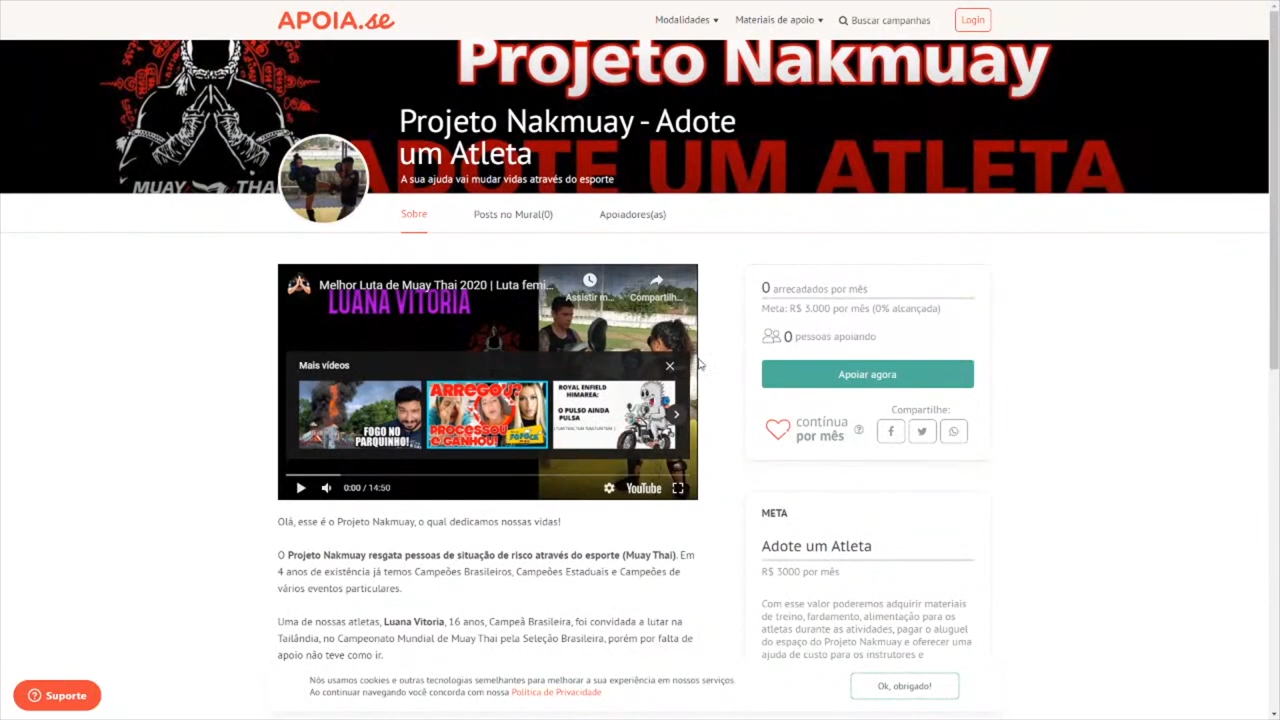 APOIA.se
Modalidades ▾ Materiais de apoio ▾ Buscar campanhas Login
Projeto Nakmuay
ADOTE UM ATLETA
MUAY THAI
Projeto Nakmuay - Adote
um Atleta
A sua ajuda vai mudar vidas através do esporte
Sobre Posts no Mural(0) Apoiadores(as)
Melhor Luta de Muay Thai 2020 | Luta femi...
Assistir m... Compartilh...
LUANA VITORIA
Mais vídeos
FOGO NO
PARQUINHO!
ARREGOU?
PROCESSOU
E GANHOU!
FOFOCA
ROYAL ENFIELD
HIMAREA:
O PULSO AINDA
PULSA
0:00 / 14:50 YouTube
0 arrecadados por mês
Meta: R$ 3.000 por mês (0% alcançada)
0 pessoas apoiando
Apoiar agora
contínua
por mês
Compartilhe:
Olá, esse é o Projeto Nakmuay, o qual dedicamos nossas vidas!
O Projeto Nakmuay resgata pessoas de situação de risco através do esporte (Muay Thai). Em
4 anos de existência já temos Campeões Brasileiros, Campeões Estaduais e Campeões de
vários eventos particulares.
Uma de nossas atletas, Luana Vitoria, 16 anos, Campeã Brasileira, foi convidada a lutar na
Tailândia, no Campeonato Mundial de Muay Thai pela Seleção Brasileira, porém por falta de
apoio não teve como ir.
META
Adote um Atleta
R$ 3000 por mês
Com esse valor poderemos adquirir materiais
de treino, fardamento, alimentação para os
atletas durante as atividades, pagar o aluguel
do espaço do Projeto Nakmuay e oferecer uma
ajuda de custo para os instrutores e
Nós usamos cookies e outras tecnologias semelhantes para melhorar a sua experiência em nossos serviços.
Ao continuar navegando você concorda com nossa Política de Privacidade
Ok, obrigado!
Suporte